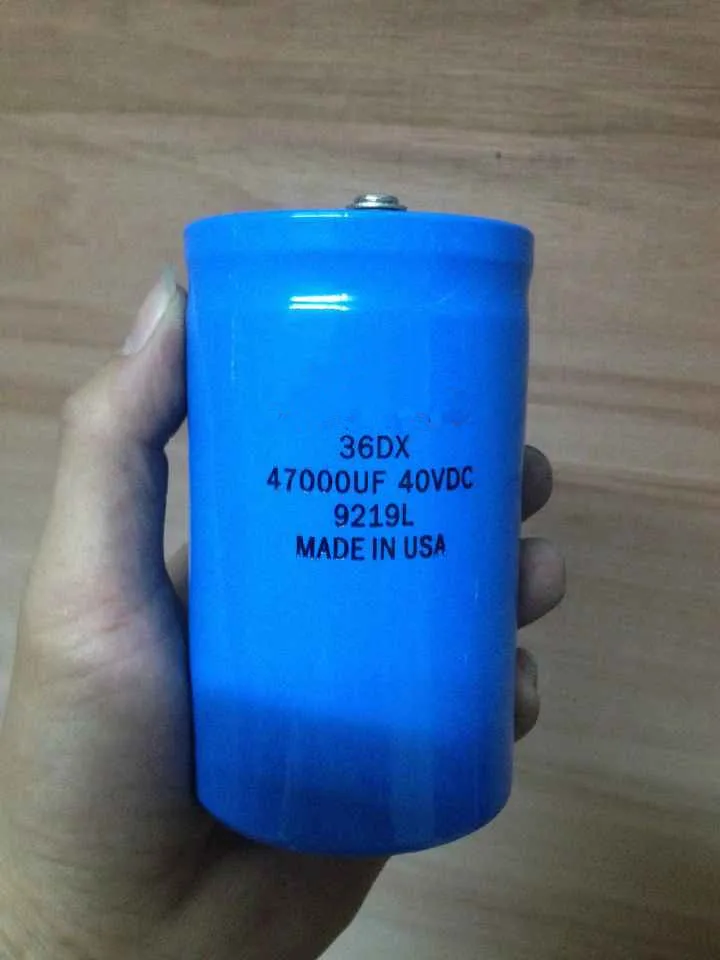 36DX
47000UF 40VDC
9219L
MADE IN USA